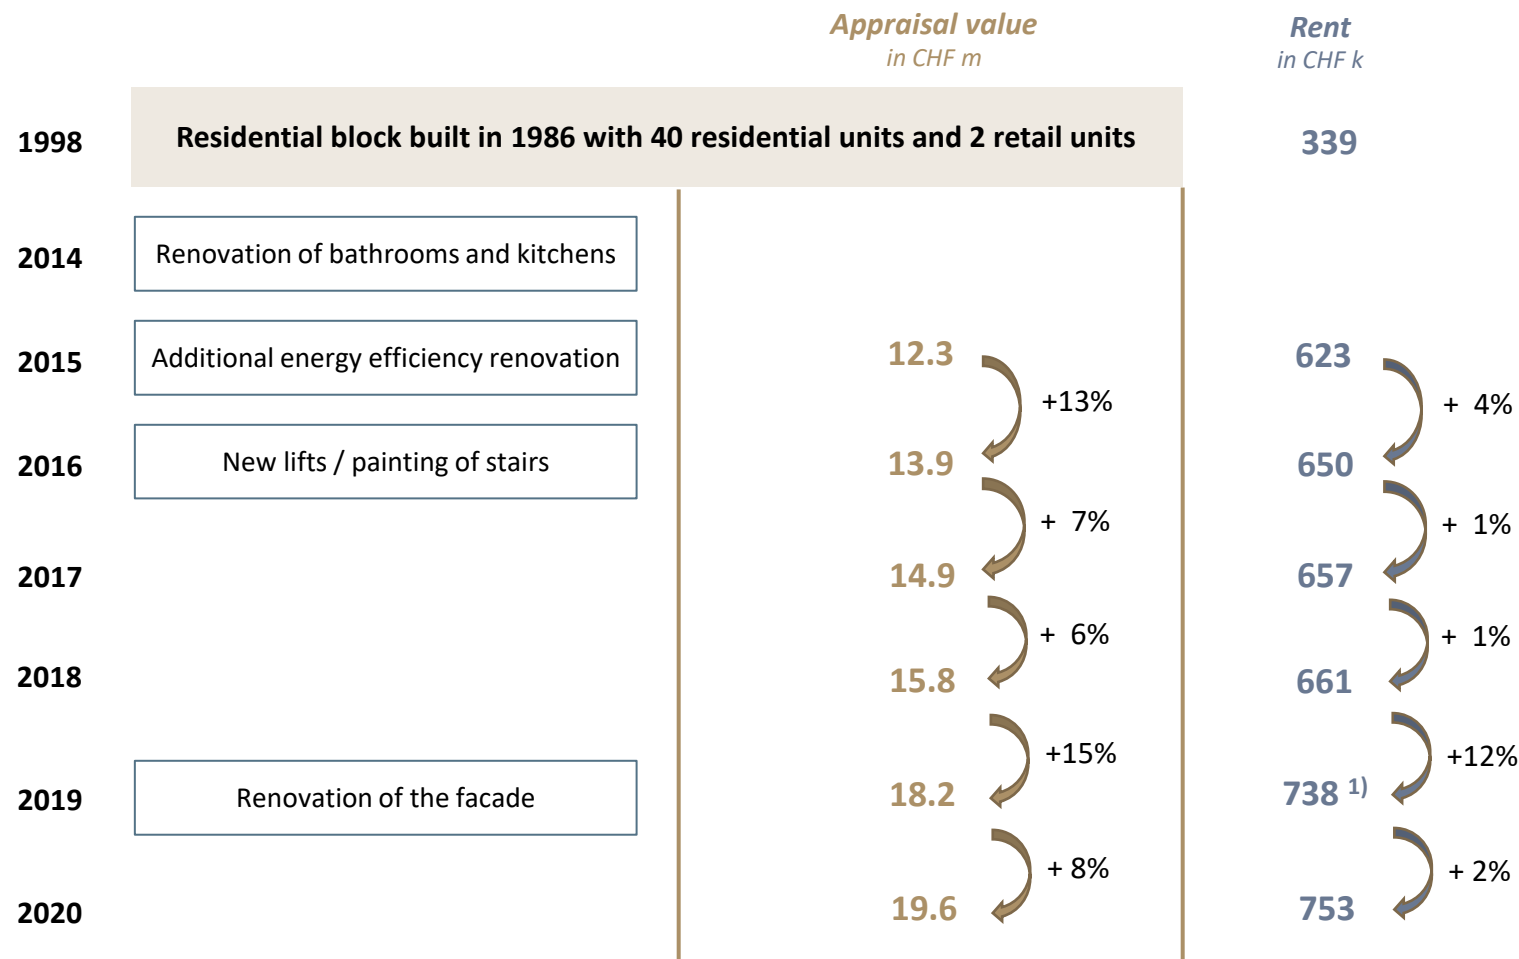 Appraisal value Rent
in CHF m in CHF k
1998 Residential block built in 1986 with 40 residential units and 2 retail units 339
2014 Renovation of bathrooms and kitchens
2015 Additional energy efficiency renovation 12.3 623
+13% + 4%
2016 New lifts / painting of stairs 13.9 650
+ 7% + 1%
2017 14.9 657
+ 6% + 1%
2018 15.8 661
+15% +12%
2019 Renovation of the facade 18.2 738 1)
+ 8% + 2%
2020 19.6 753